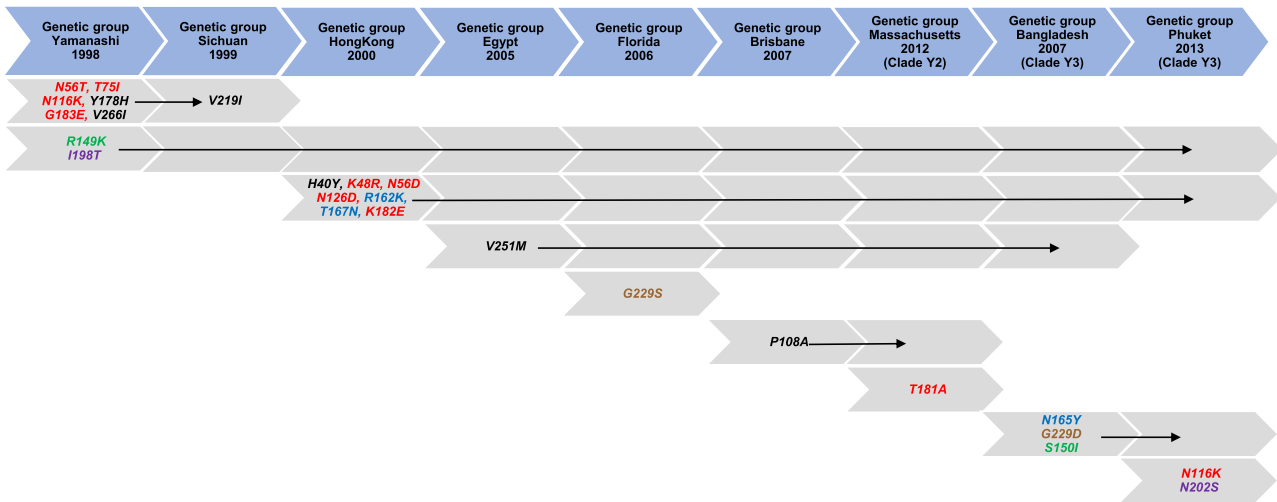 Genetic group
Yamanashi
1998
Genetic group
Sichuan
1999
Genetic group
HongKong
2000
Genetic group
Egypt
2005
Genetic group
Florida
2006
Genetic group
Brisbane
2007
Genetic group
Massachusetts
2012
(Clade Y2)
Genetic group
Bangladesh
2007
(Clade Y3)
Genetic group
Phuket
2013
(Clade Y3)
N56T, T75I
N116K, Y178H
G183E, V266I
V219I
R149K
I198T
H40Y, K48R, N56D
N126D, R162K,
T167N, K182E
V251M
G229S
P108A
T181A
N165Y
G229D
S150I
N116K
N202S